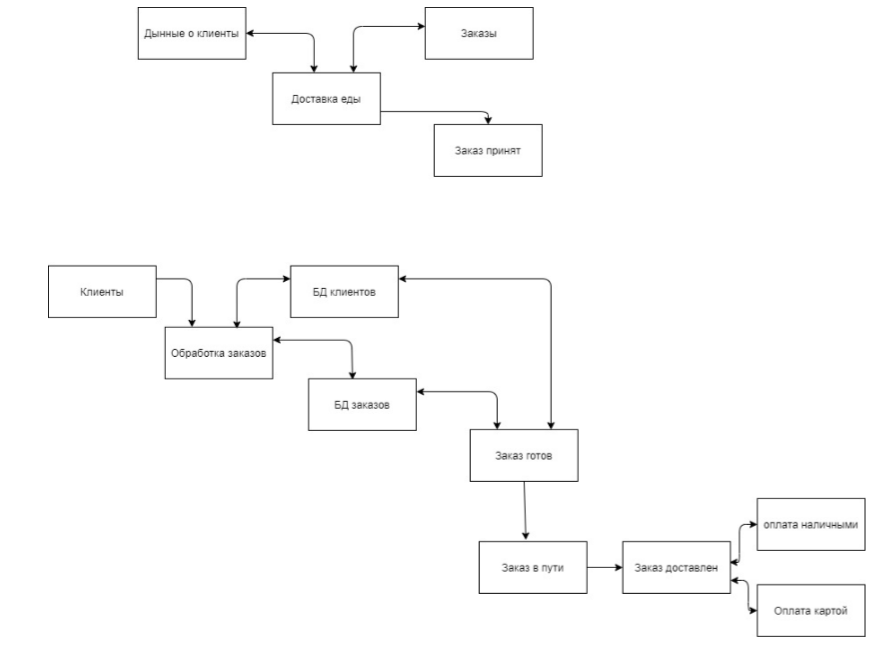 Дынные о клиенты
Заказы
Доставка еды
Заказ принят
Клиенты
БД клиентов
Обработка заказов
БД заказов
Заказ готов
оплата наличными
Заказ в пути
Заказ доставлен
Оплата картой